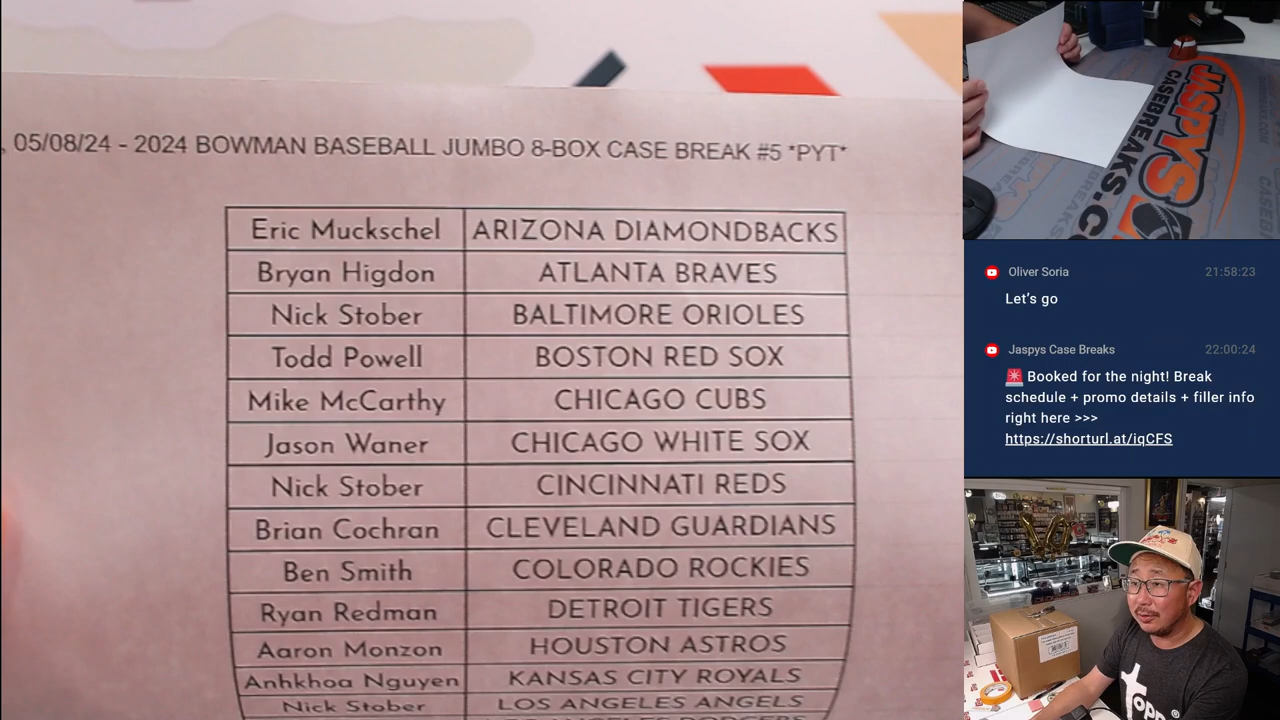 , 05/08/24 - 2024 BOWMAN BASEBALL JUMBO 8-BOX CASE BREAK #5 *PYT*
Eric Muckschel ARIZONA DIAMONDBACKS
Bryan Higdon ATLANTA BRAVES
Nick Stober BALTIMORE ORIOLES
Todd Powell BOSTON RED SOX
Mike McCarthy CHICAGO CUBS
Jason Waner CHICAGO WHITE SOX
Nick Stober CINCINNATI REDS
Brian Cochran CLEVELAND GUARDIANS
Ben Smith COLORADO ROCKIES
Ryan Redman DETROIT TIGERS
Aaron Monzon HOUSTON ASTROS
Anhkhoa Nguyen KANSAS CITY ROYALS
Nick Stober LOS ANGELES ANGELS
LOS ANGELES DODGERS
JASPYS
CASEBREAKS.C
Oliver Soria 21:58:23
Let's go
Jaspys Case Breaks 22:00:24
🚨 Booked for the night! Break
schedule + promo details + filler info
right here >>>
https://shorturl.at/iqCFS